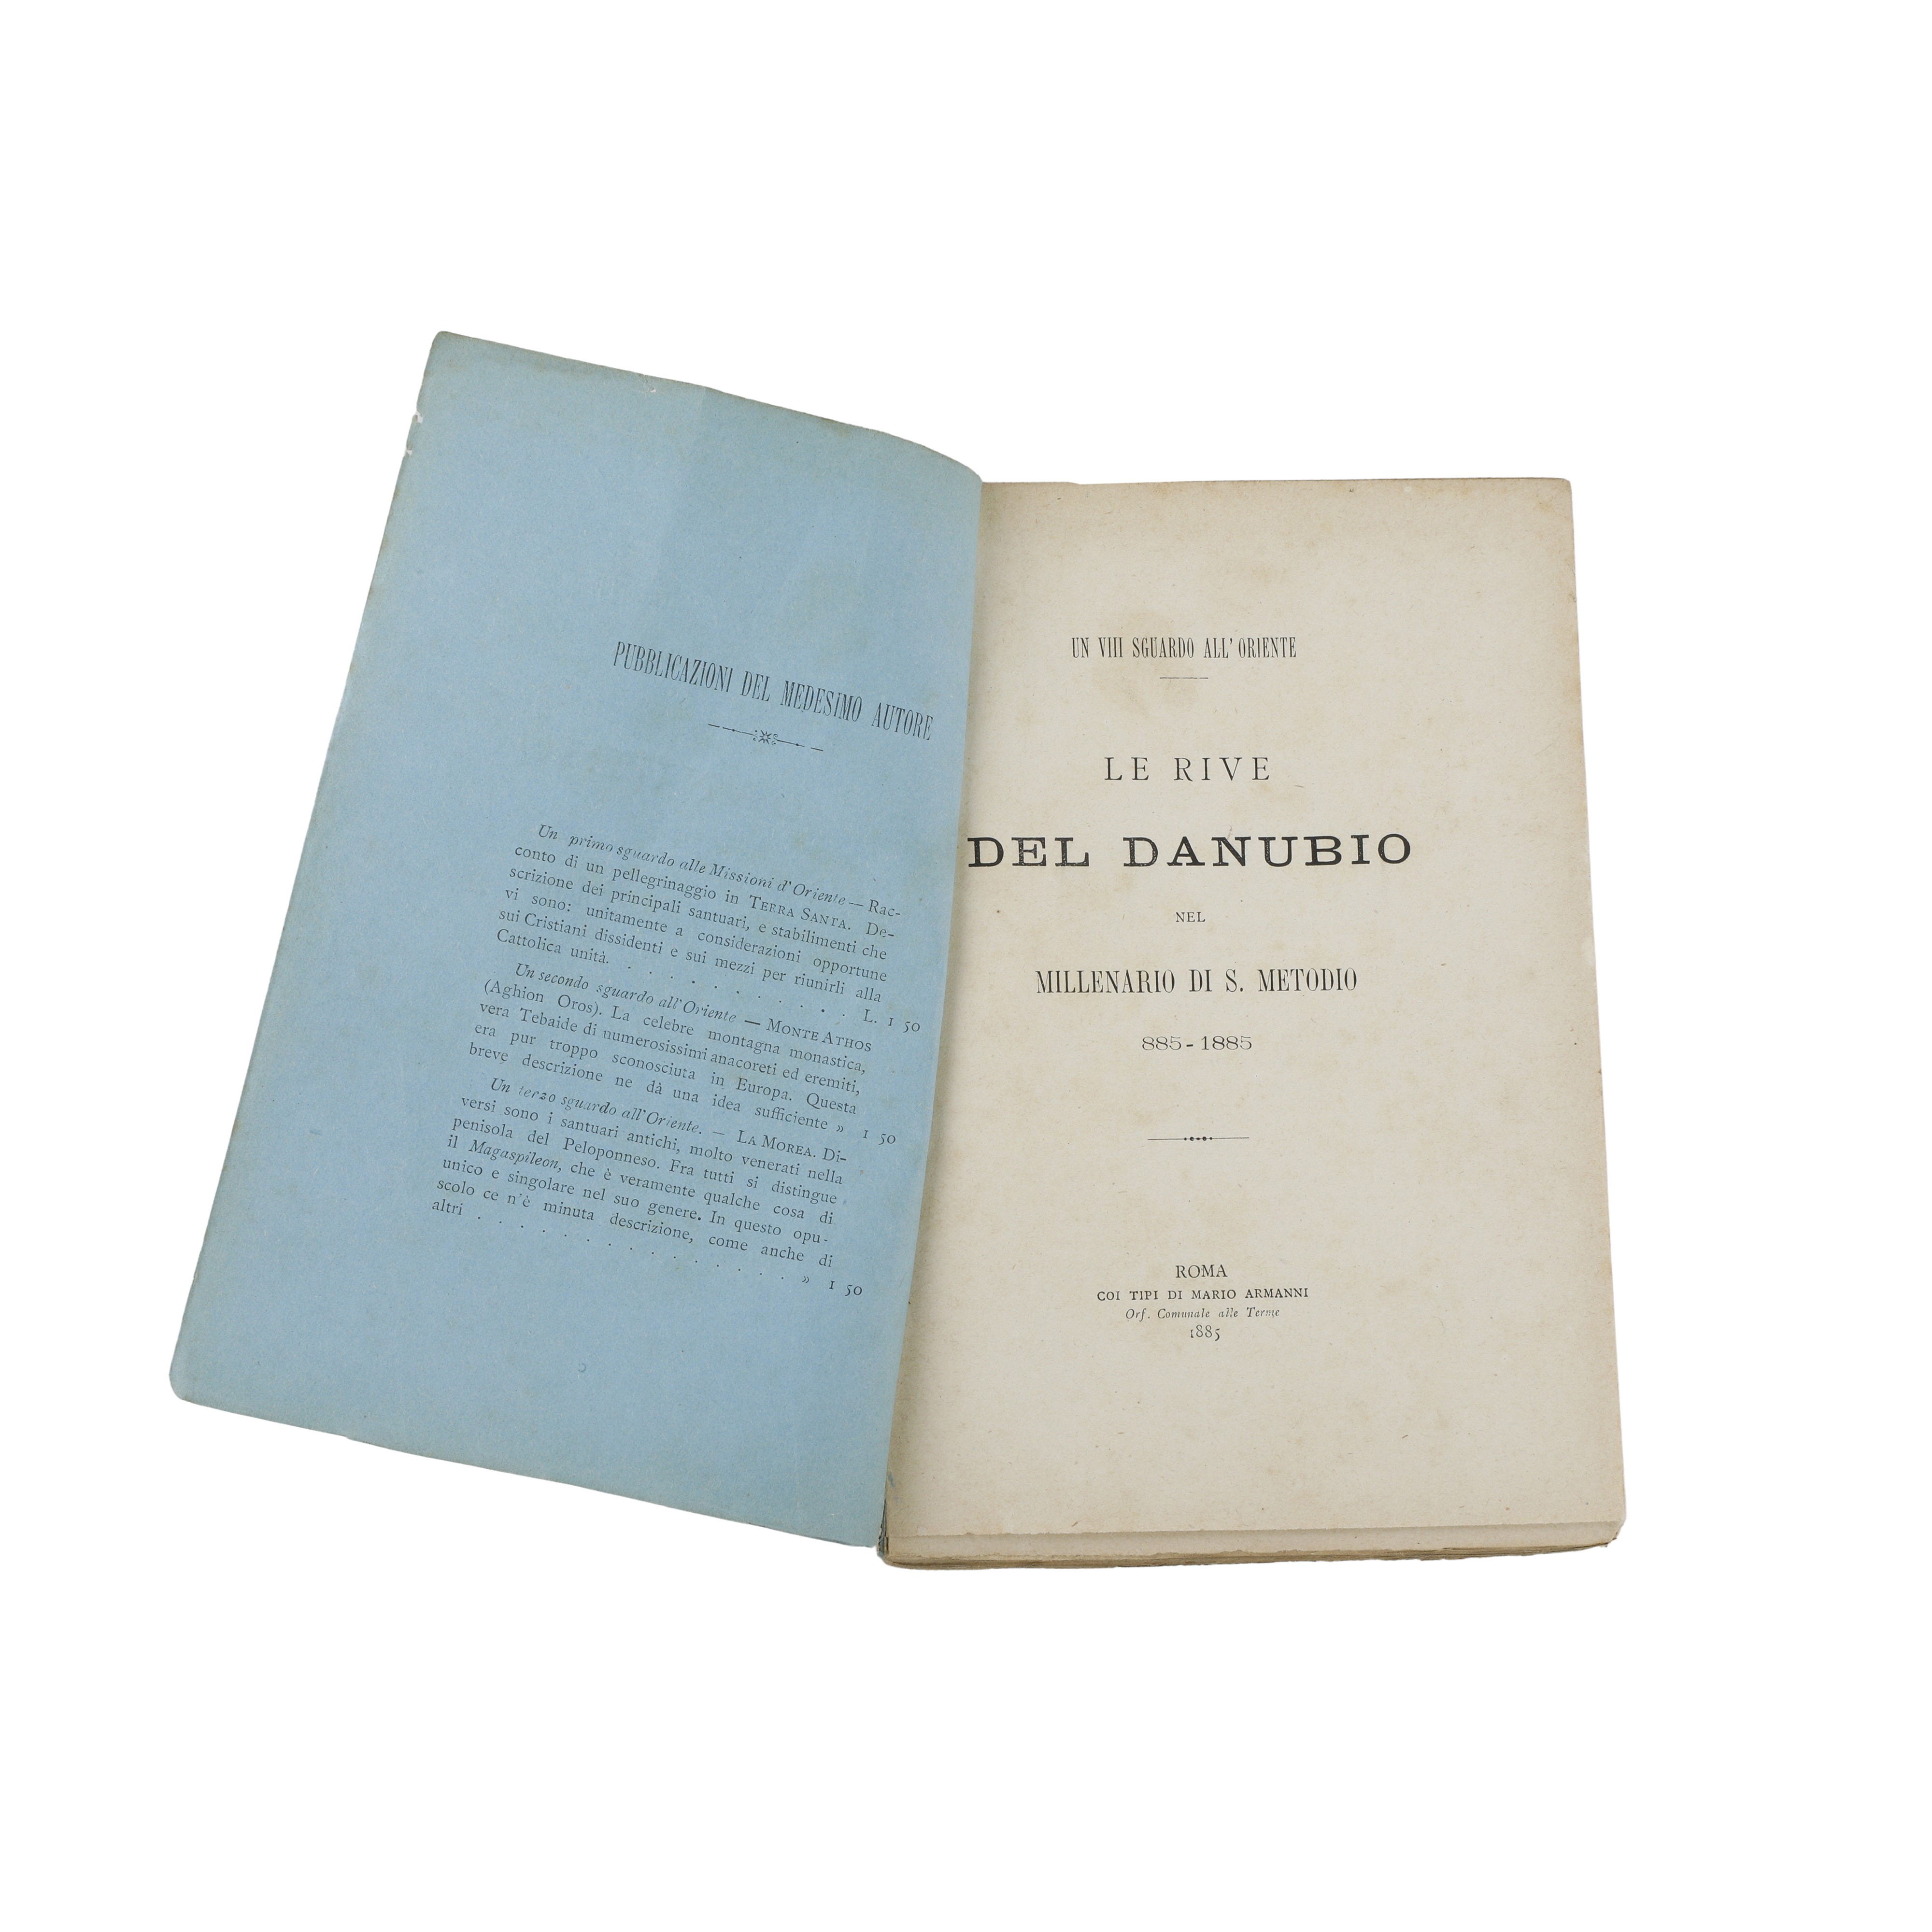 PUBBLICAZIONI DEL MEDESIMO AUTORE
Un primo sguardo alle Missioni d'Oriente — Rac-
conto di un pellegrinaggio in TERRA SANTA. De-
scrizione dei principali santuari, e stabilimenti che
vi sono: unitamente a considerazioni opportune
sui Cristiani dissidenti e sui mezzi per riunirli alla
Cattolica unità. . . . . . . . . . . . L. 1 50
Un secondo sguardo all'Oriente — MONTE ATHOS
(Aghion Oros). La celebre montagna monastica,
vera Tebaide di numerosissimi anacoreti ed eremiti,
era pur troppo sconosciuta in Europa. Questa
breve descrizione ne dà una idea sufficiente » 1 50
Un terzo sguardo all'Oriente. — LA MOREA. Di-
versi sono i santuari antichi, molto venerati nella
penisola del Peloponneso. Fra tutti si distingue
il Magaspileon, che è veramente qualche cosa di
unico e singolare nel suo genere. In questo opu-
scolo ce n'è minuta descrizione, come anche di
altri . . . . . . . . . . . . . . . » 1 50
UN VIII SGUARDO ALL'ORIENTE
LE RIVE
DEL DANUBIO
NEL
MILLENARIO DI S. METODIO
885-1885
ROMA
COI TIPI DI MARIO ARMANNI
Orf. Comunale alle Terme
1885